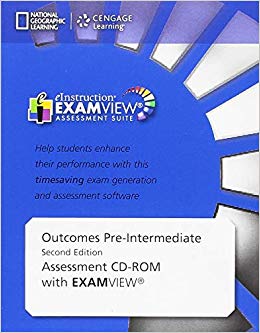 NATIONAL GEOGRAPHIC LEARNING
CENGAGE Learning®
eInstruction®
EXAMVIEW®
ASSESSMENT SUITE
Help students enhance
their performance with this
timesaving exam generation
and assessment software
Outcomes Pre-Intermediate
Second Edition
Assessment CD-ROM
with EXAMVIEW®